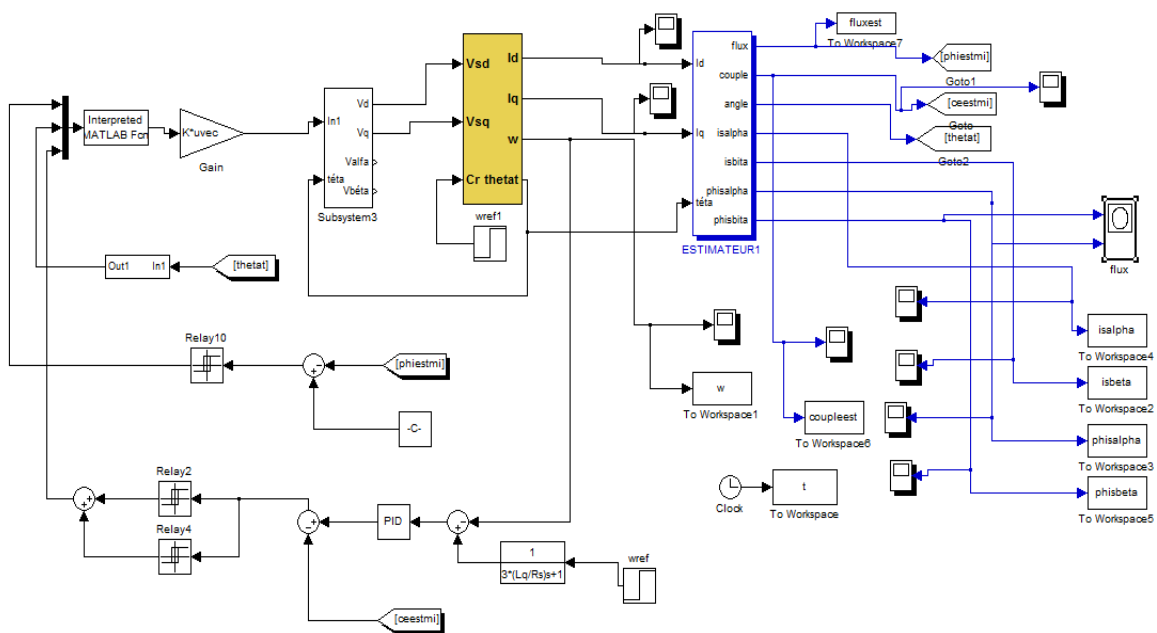 fluxest
To Workspace7
flux
[phiestmi]
Goto1
couple
[ceestmi]
Goto
angle
[thetat]
Goto2
isalpha
isbita
phisalpha
phisbita
Id
Iq
téta
ESTIMATEUR1
Id
Vsd
Iq
Vsq
w
Cr thetat
wref1
Interpreted
MATLAB Fcn
K*uvec
Gain
In1
Vd
Vq
Valfa
téta
Vbéta
Subsystem3
flux
Out1
In1
[thetat]
Relay10
[phiestmi]
-C-
w
To Workspace1
coupleest
To Workspace6
isalpha
To Workspace4
isbeta
To Workspace2
phisalpha
To Workspace3
phisbeta
To Workspace5
Clock
t
To Workspace
Relay2
Relay4
PID
1
3*(Lq/Rs)s+1
wref
[ceestmi]